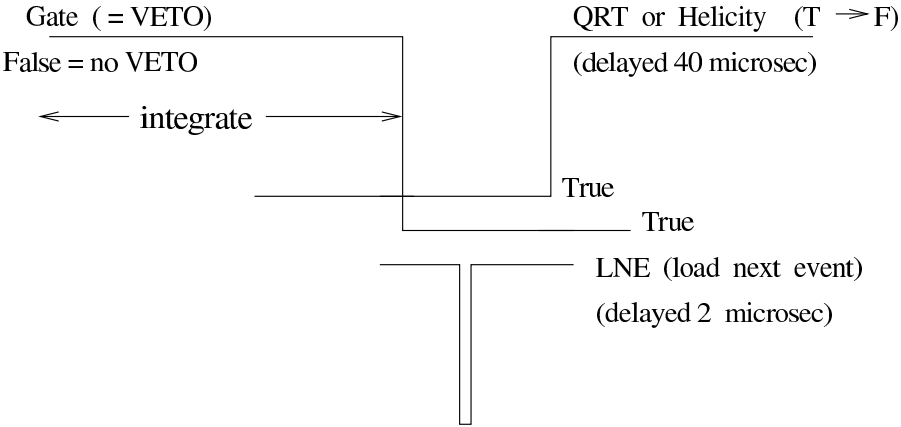 Gate ( = VETO)
QRT or Helicity (T → F)
False = no VETO
(delayed 40 microsec)
integrate
True
True
LNE (load next event)
(delayed 2 microsec)